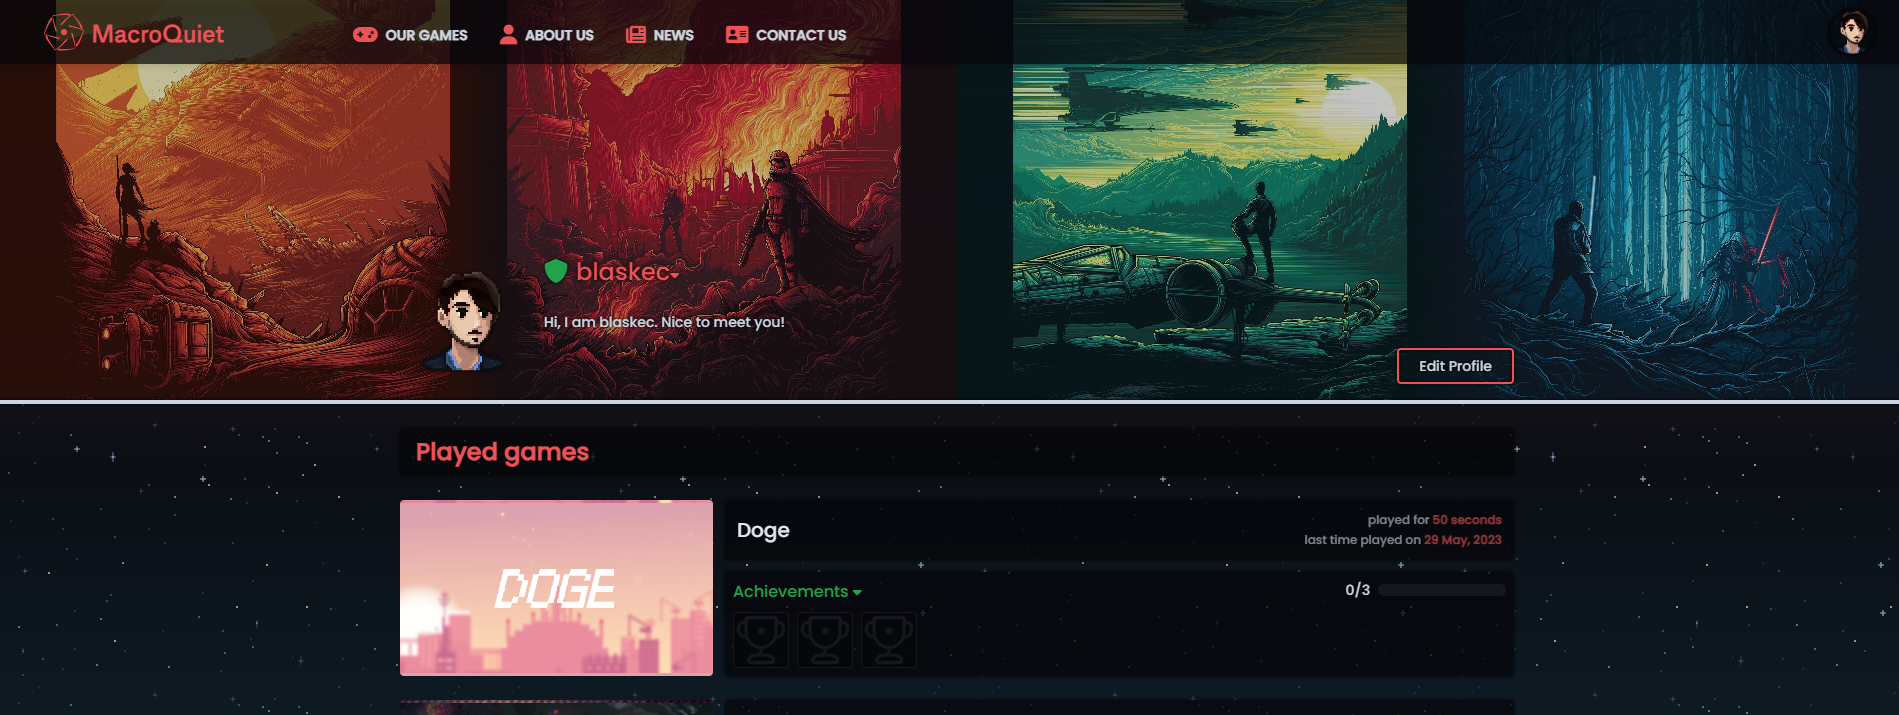 MacroQuiet
OUR GAMES
ABOUT US
NEWS
CONTACT US
blaskec
Hi, I am blaskec. Nice to meet you!
Edit Profile
Played games
DOGE
Doge
played for 50 seconds
last time played on 29 May, 2023
Achievements
0/3